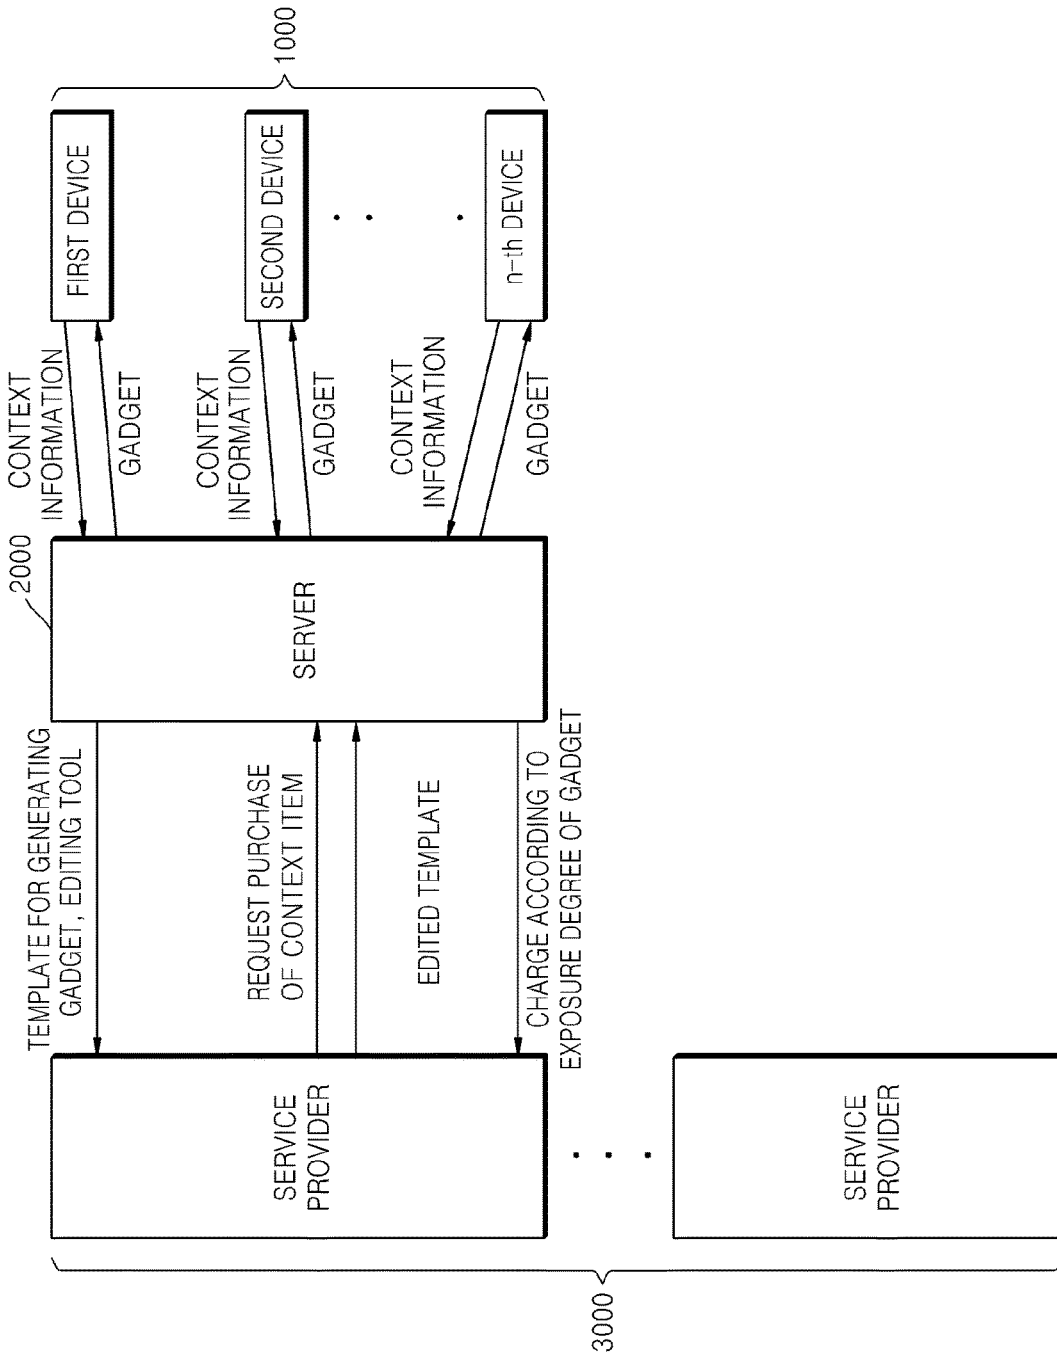 3000
SERVICE
PROVIDER
SERVICE
PROVIDER
TEMPLATE FOR GENERATING
GADGET, EDITING TOOL
REQUEST PURCHASE
OF CONTEXT ITEM
EDITED TEMPLATE
CHARGE ACCORDING TO
EXPOSURE DEGREE OF GADGET
2000
SERVER
CONTEXT
INFORMATION
GADGET
CONTEXT
INFORMATION
GADGET
CONTEXT
INFORMATION
GADGET
FIRST DEVICE
SECOND DEVICE
n-th DEVICE
1000